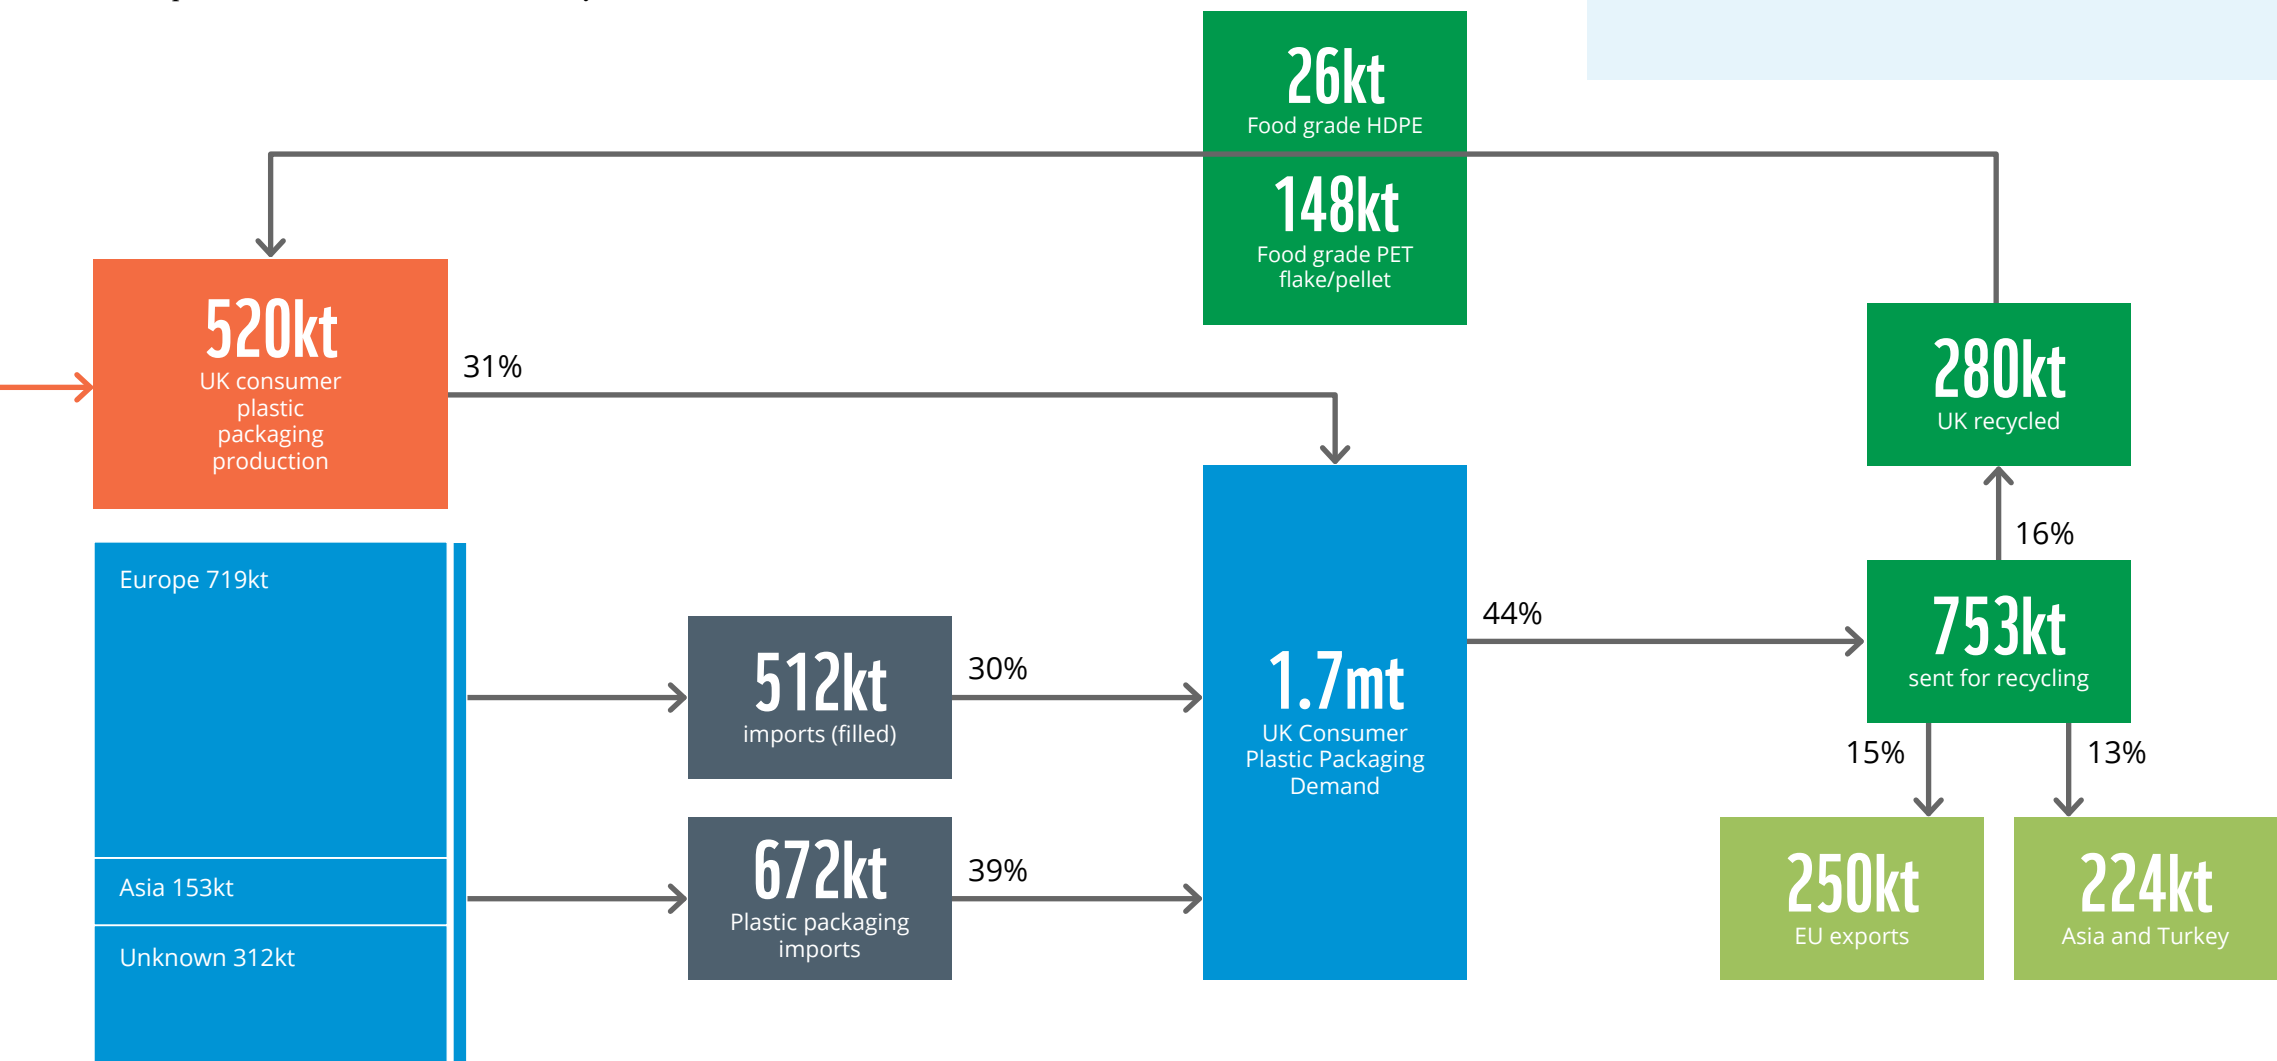 26kt
Food grade HDPE
148kt
Food grade PET
flake/pellet
520kt
UK consumer
plastic
packaging
production
31%
280kt
UK recycled
16%
Europe 719kt
Asia 153kt
Unknown 312kt
512kt
imports (filled)
30%
672kt
Plastic packaging
imports
39%
1.7mt
UK Consumer
Plastic Packaging
Demand
44%
753kt
sent for recycling
15%
13%
250kt
EU exports
224kt
Asia and Turkey